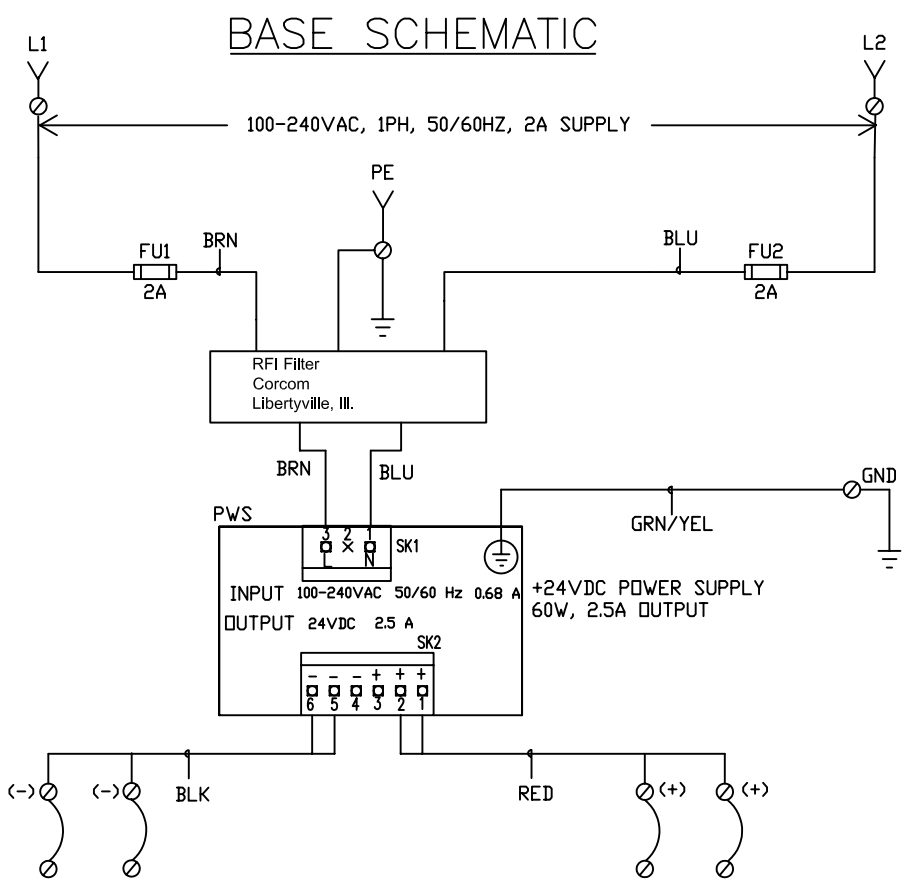 BASE SCHEMATIC
L1
L2
100-240VAC, 1PH, 50/60HZ, 2A SUPPLY
PE
FU1
BRN
BLU
FU2
2A
2A
RFI Filter
Corcom
Libertyville, Ill.
BRN
BLU
GND
GRN/YEL
PWS
3 2 1
SK1
L N
INPUT 100-240VAC 50/60 Hz 0.68 A
+24VDC POWER SUPPLY
60W, 2.5A OUTPUT
OUTPUT 24VDC 2.5 A
SK2
- - - + + +
6 5 4 3 2 1
(-) (-) BLK RED (+) (+)